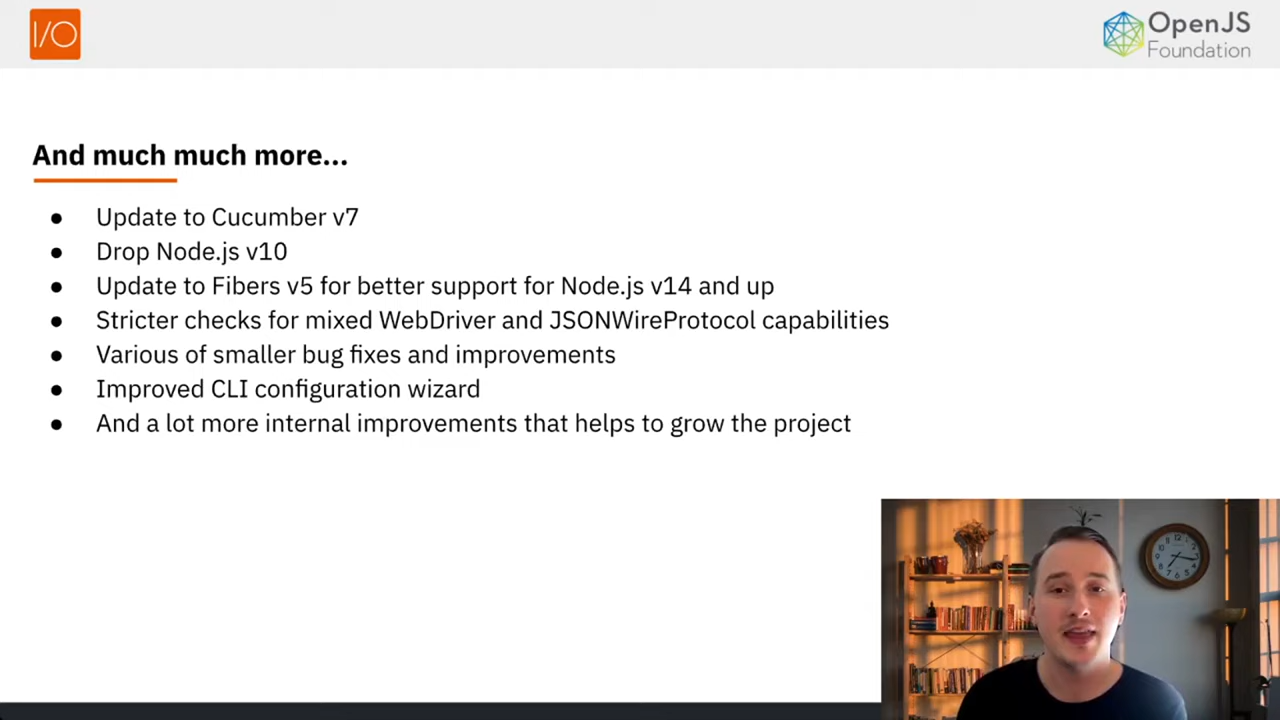 I/O
OpenJS
Foundation
And much much more...
● Update to Cucumber v7
● Drop Node.js v10
● Update to Fibers v5 for better support for Node.js v14 and up
● Stricter checks for mixed WebDriver and JSONWireProtocol capabilities
● Various of smaller bug fixes and improvements
● Improved CLI configuration wizard
● And a lot more internal improvements that helps to grow the project